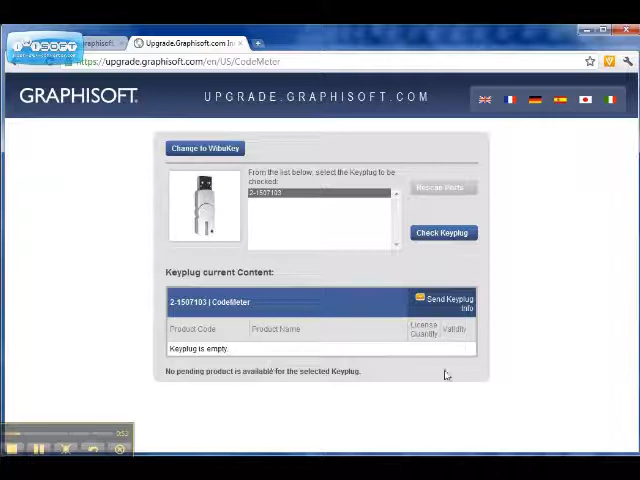 Upgrade.Graphisoft.com In
https://upgrade.graphisoft.com/en/US/CodeMeter
GRAPHISOFT.
UPGRADE.GRAPHISOFT.COM
Change to WibuKey
From the list below, select the Keyplug to be
checked:
2-1507103
Rescan Ports
Check Keyplug
Keyplug current Content:
2-1507103 | CodeMeter
Send Keyplug
Info
Product Code
Product Name
License
Quantity
Validity
Keyplug is empty.
No pending product is available for the selected Keyplug.
0:53